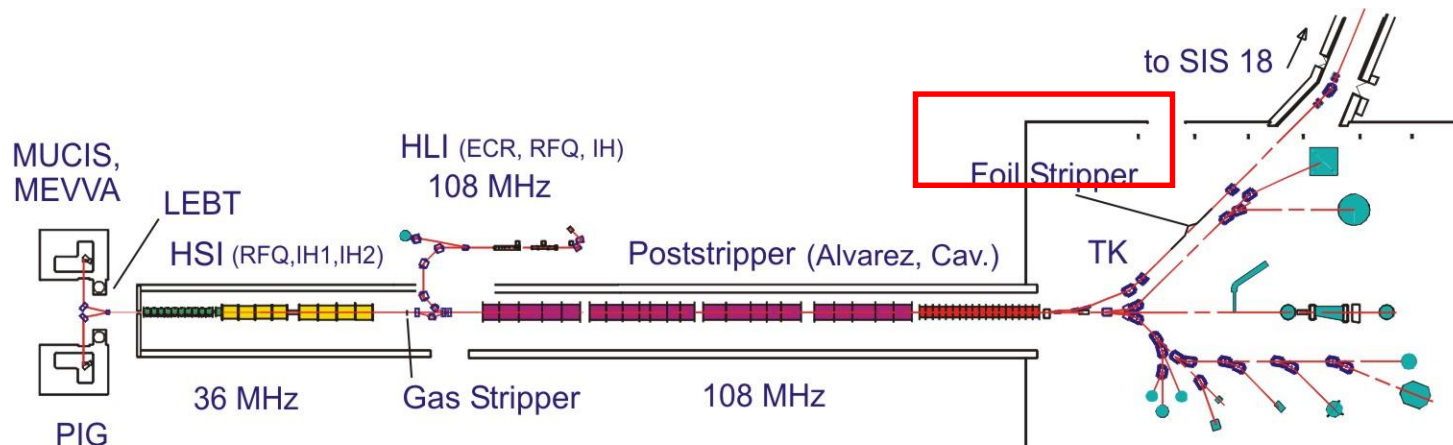 to SIS 18
MUCIS,
MEVVA
HLI (ECR, RFQ, IH)
108 MHz
Foil Stripper
LEBT
HSI (RFQ,IH1,IH2)
Poststripper (Alvarez, Cav.)
TK
36 MHz
Gas Stripper
108 MHz
PIG